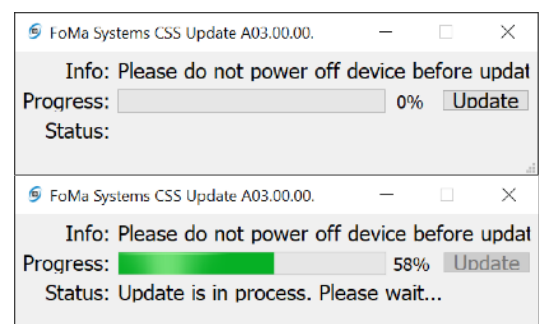 FoMa Systems CSS Update A03.00.00.
Info: Please do not power off device before updat
Progress: 0% Update
Status:
FoMa Systems CSS Update A03.00.00.
Info: Please do not power off device before updat
Progress: 58% Update
Status: Update is in process. Please wait...